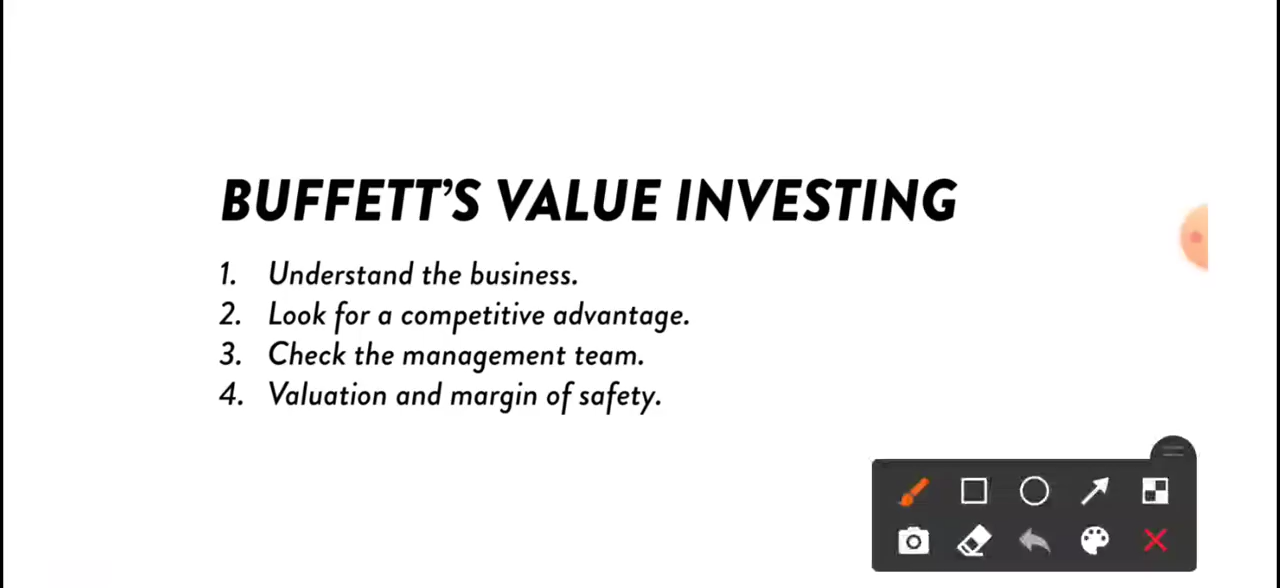 BUFFETT'S VALUE INVESTING
1. Understand the business.
2. Look for a competitive advantage.
3. Check the management team.
4. Valuation and margin of safety.